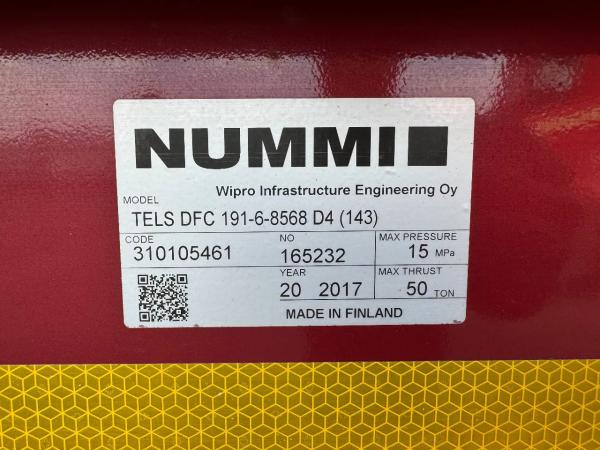 NUMMI
Wipro Infrastructure Engineering Oy
MODEL
TELS DFC 191-6-8568 D4 (143)
CODE NO MAX PRESSURE
310105461 165232 15 MPa
YEAR MAX THRUST
20 2017 50 TON
MADE IN FINLAND